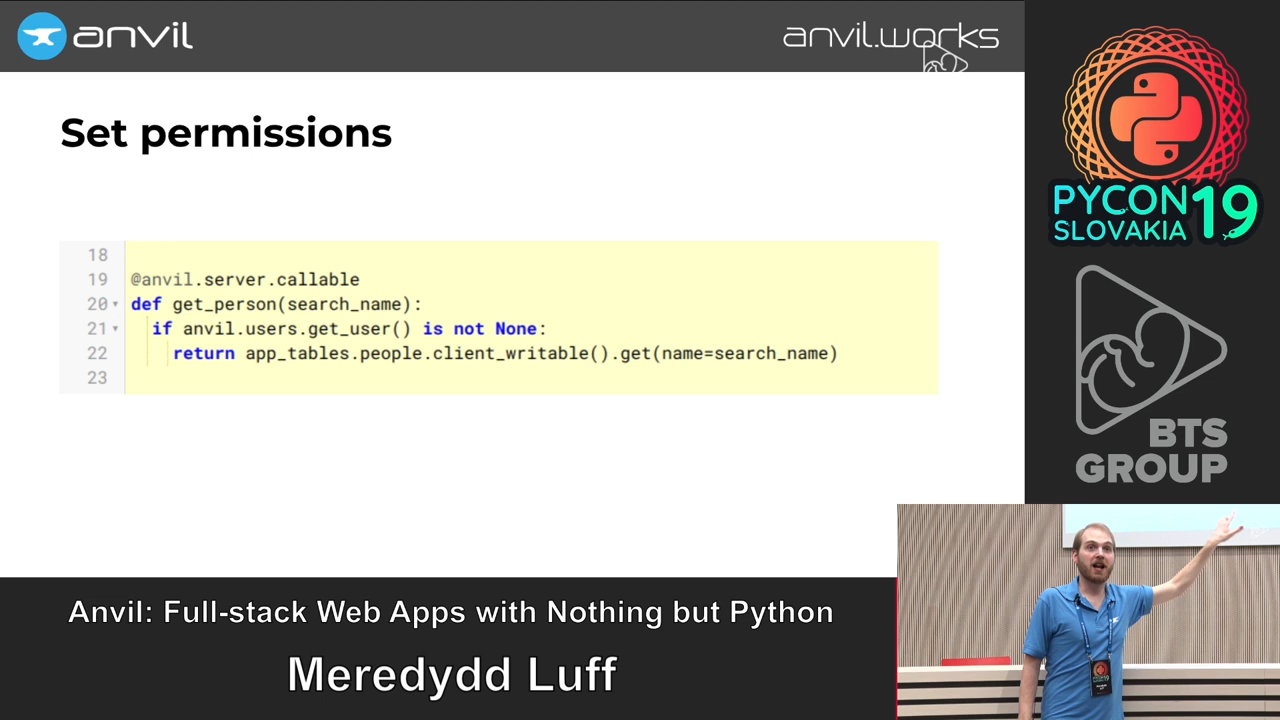 anvil
anvil.works
Set permissions
18
19 @anvil.server.callable
20 def get_person(search_name):
21 if anvil.users.get_user() is not None:
22 return app_tables.people.client_writable().get(name=search_name)
23
PYCON 19
SLOVAKIA
BTS
GROUP
Anvil: Full-stack Web Apps with Nothing but Python
Meredydd Luff